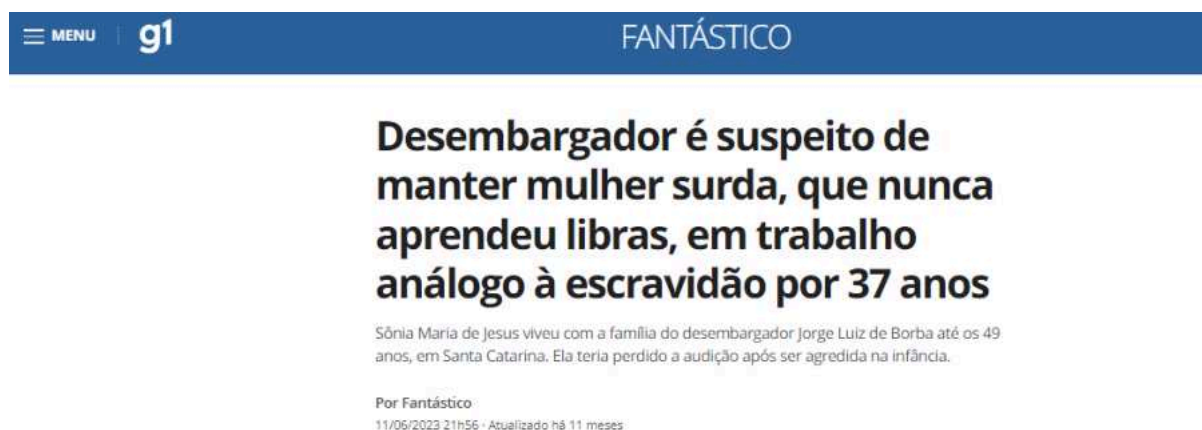 MENU g1 FANTÁSTICO
Desembargador é suspeito de
manter mulher surda, que nunca
aprendeu libras, em trabalho
análogo à escravidão por 37 anos
Sônia Maria de Jesus viveu com a família do desembargador Jorge Luiz de Borba até os 49
anos, em Santa Catarina. Ela teria perdido a audição após ser agredida na infância.
Por Fantástico
11/06/2023 21h56 · Atualizado há 11 meses